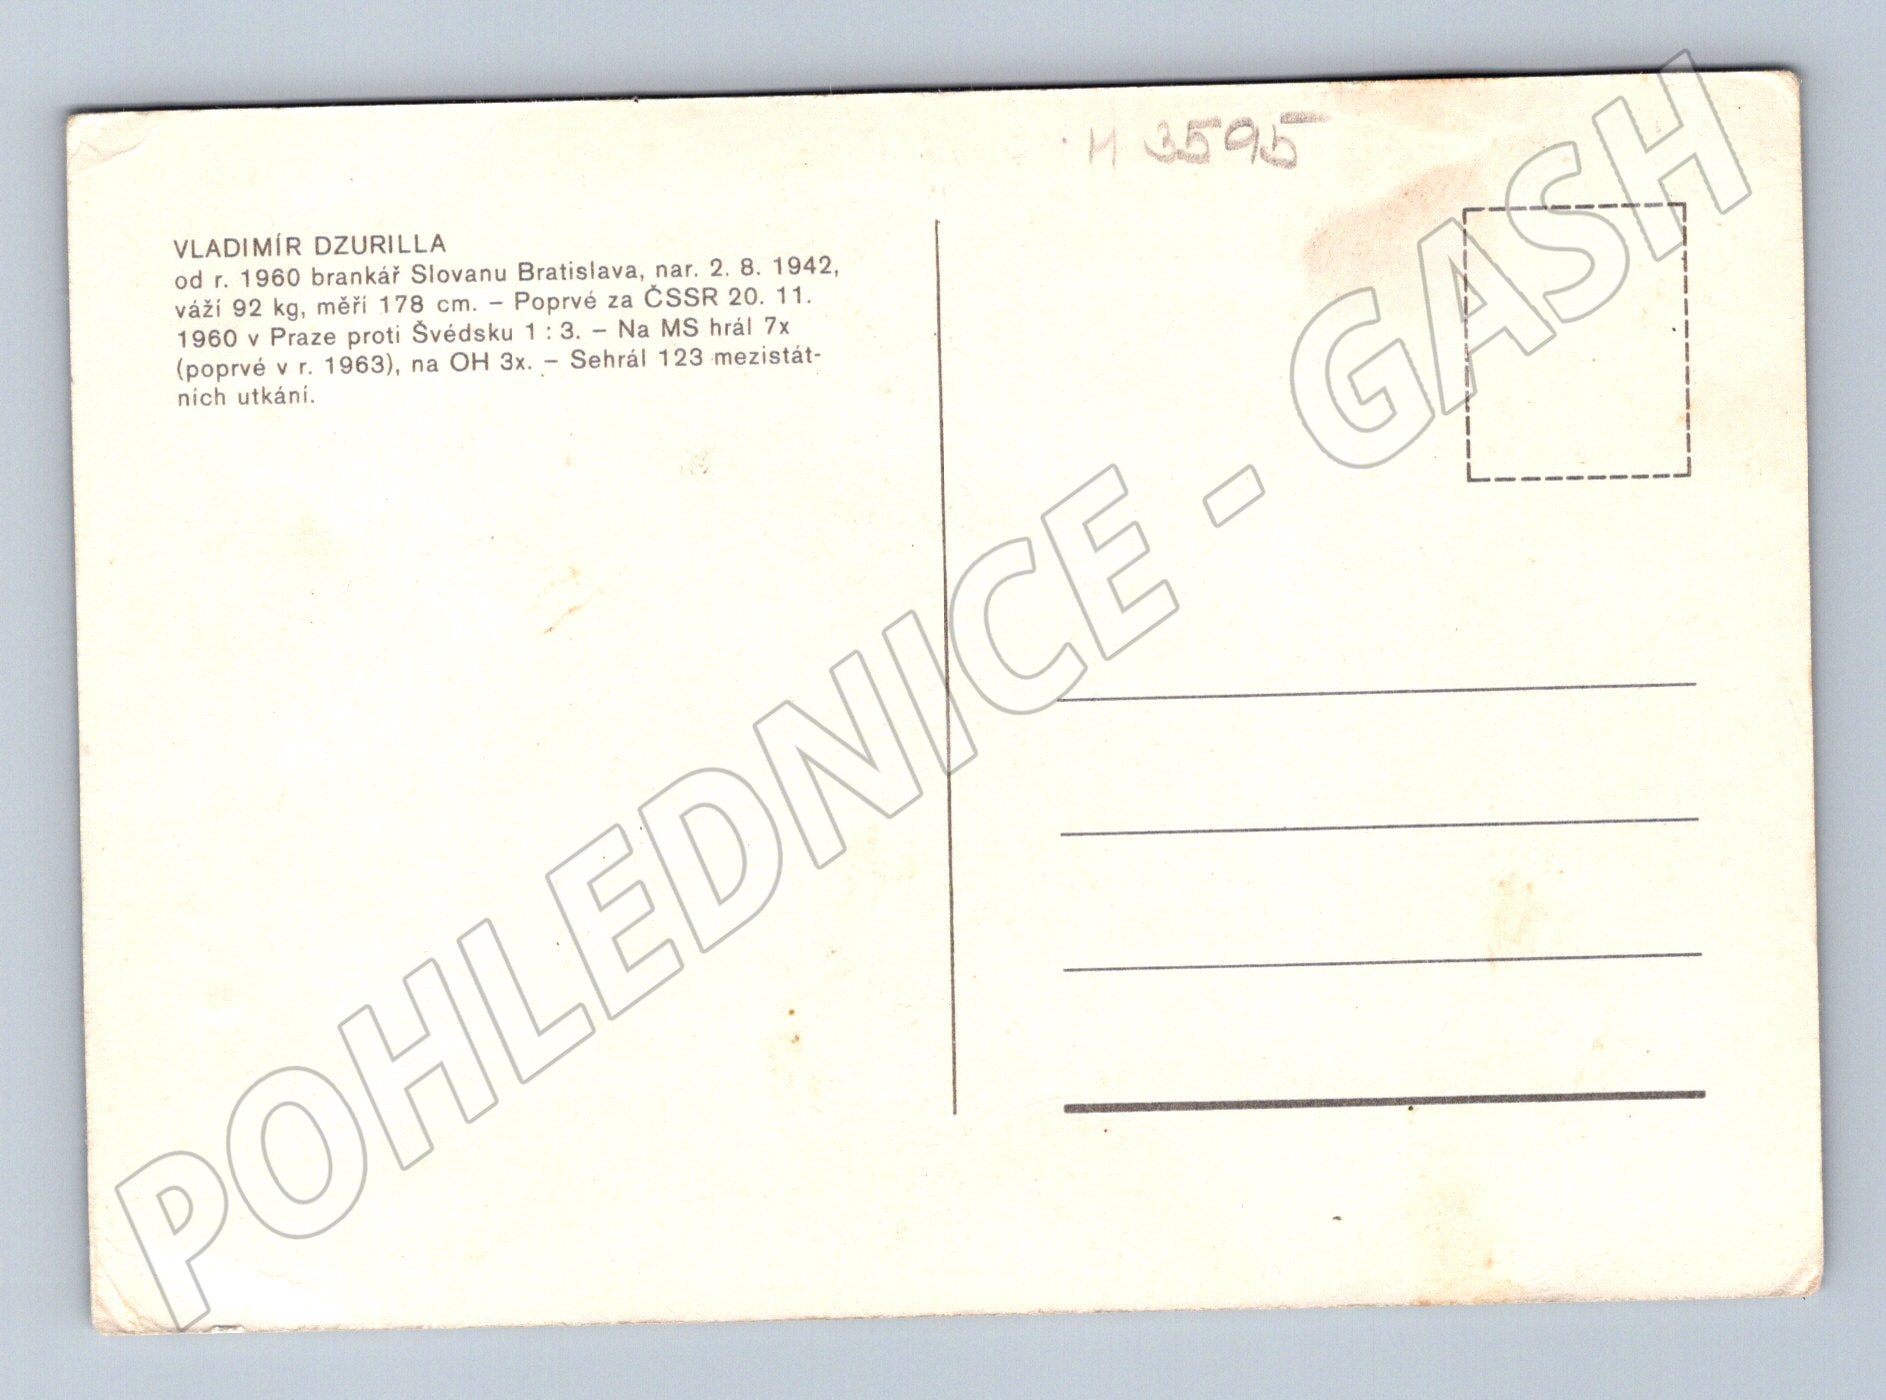 M 3595
VLADIMÍR DZURILLA
od r. 1960 brankář Slovanu Bratislava, nar. 2. 8. 1942,
váží 92 kg, měří 178 cm. – Poprvé za ČSSR 20. 11.
1960 v Praze proti Švédsku 1 : 3. – Na MS hrál 7x
(poprvé v r. 1963), na OH 3x. – Sehrál 123 mezistát-
ních utkání.
POHLEDNICE - GASH